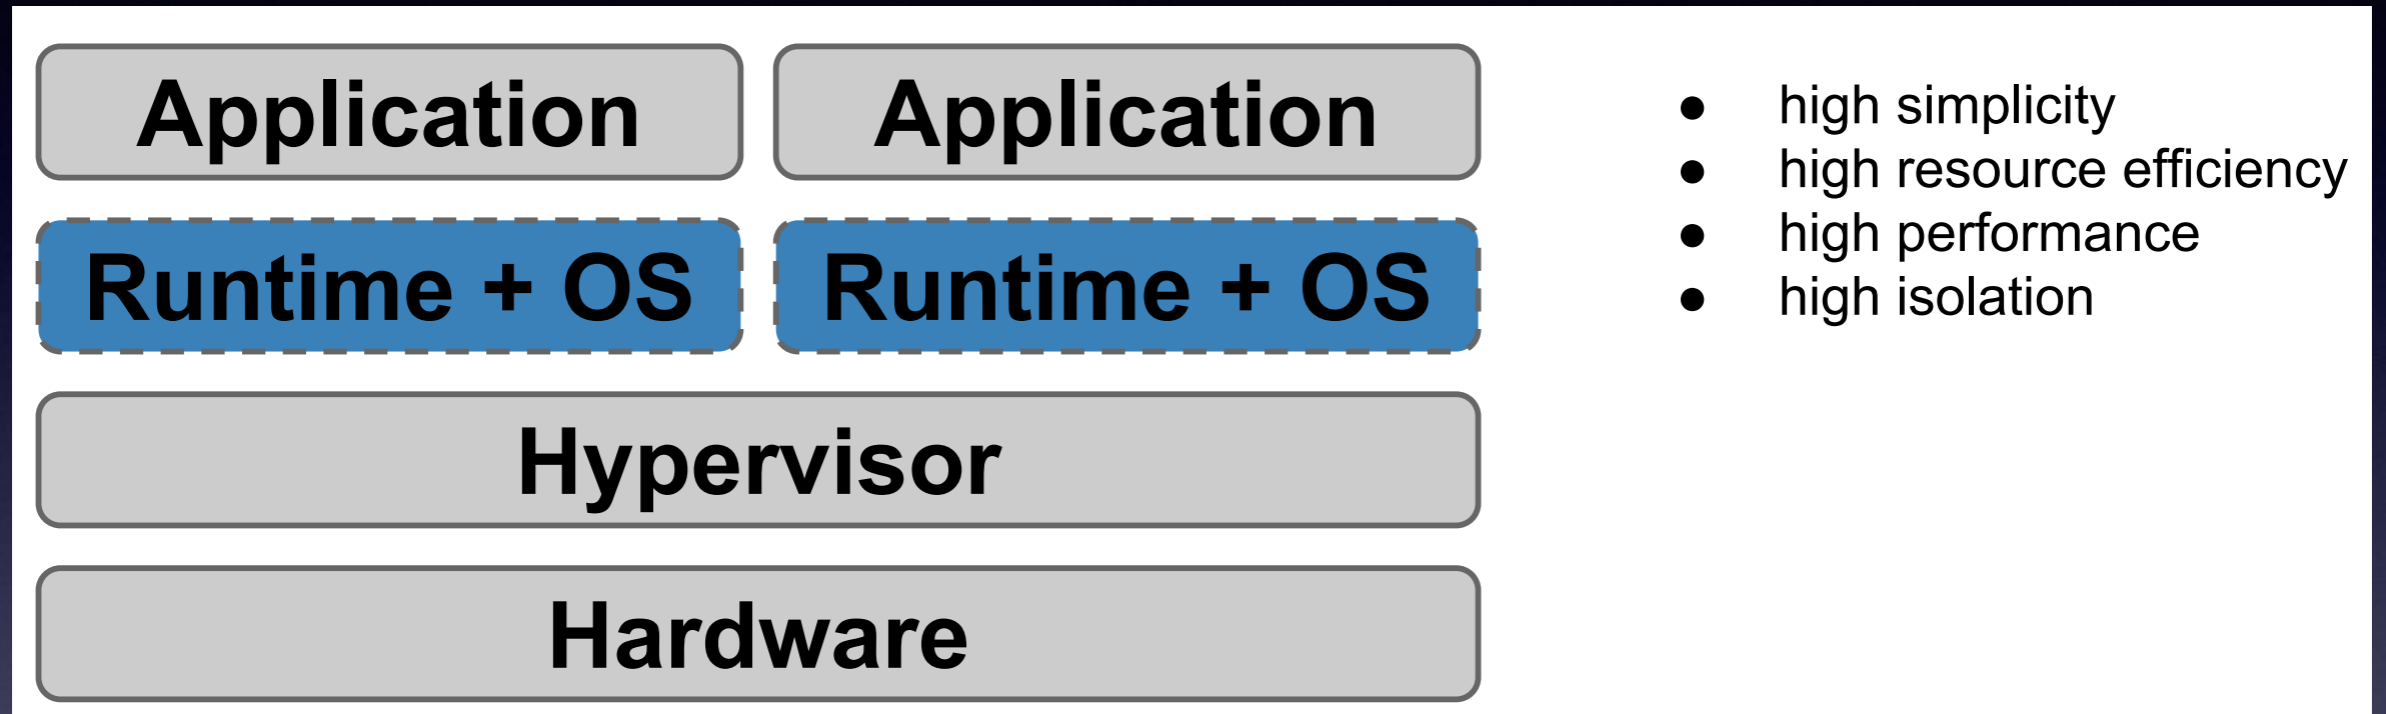 Application
Application
Runtime + OS
Runtime + OS
Hypervisor
Hardware
● high simplicity
● high resource efficiency
● high performance
● high isolation